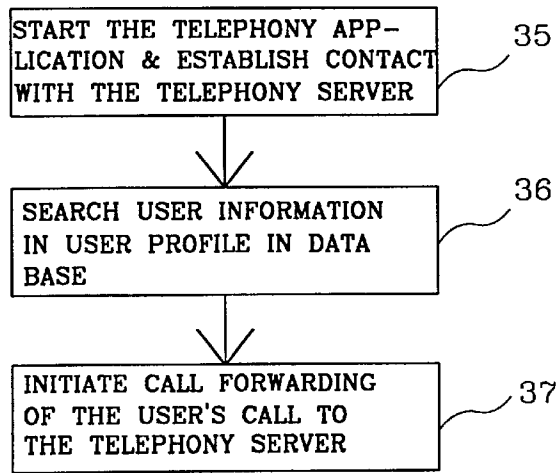 START THE TELEPHONY APP-
LICATION & ESTABLISH CONTACT
WITH THE TELEPHONY SERVER
35
SEARCH USER INFORMATION
IN USER PROFILE IN DATA
BASE
36
INITIATE CALL FORWARDING
OF THE USER'S CALL TO
THE TELEPHONY SERVER
37